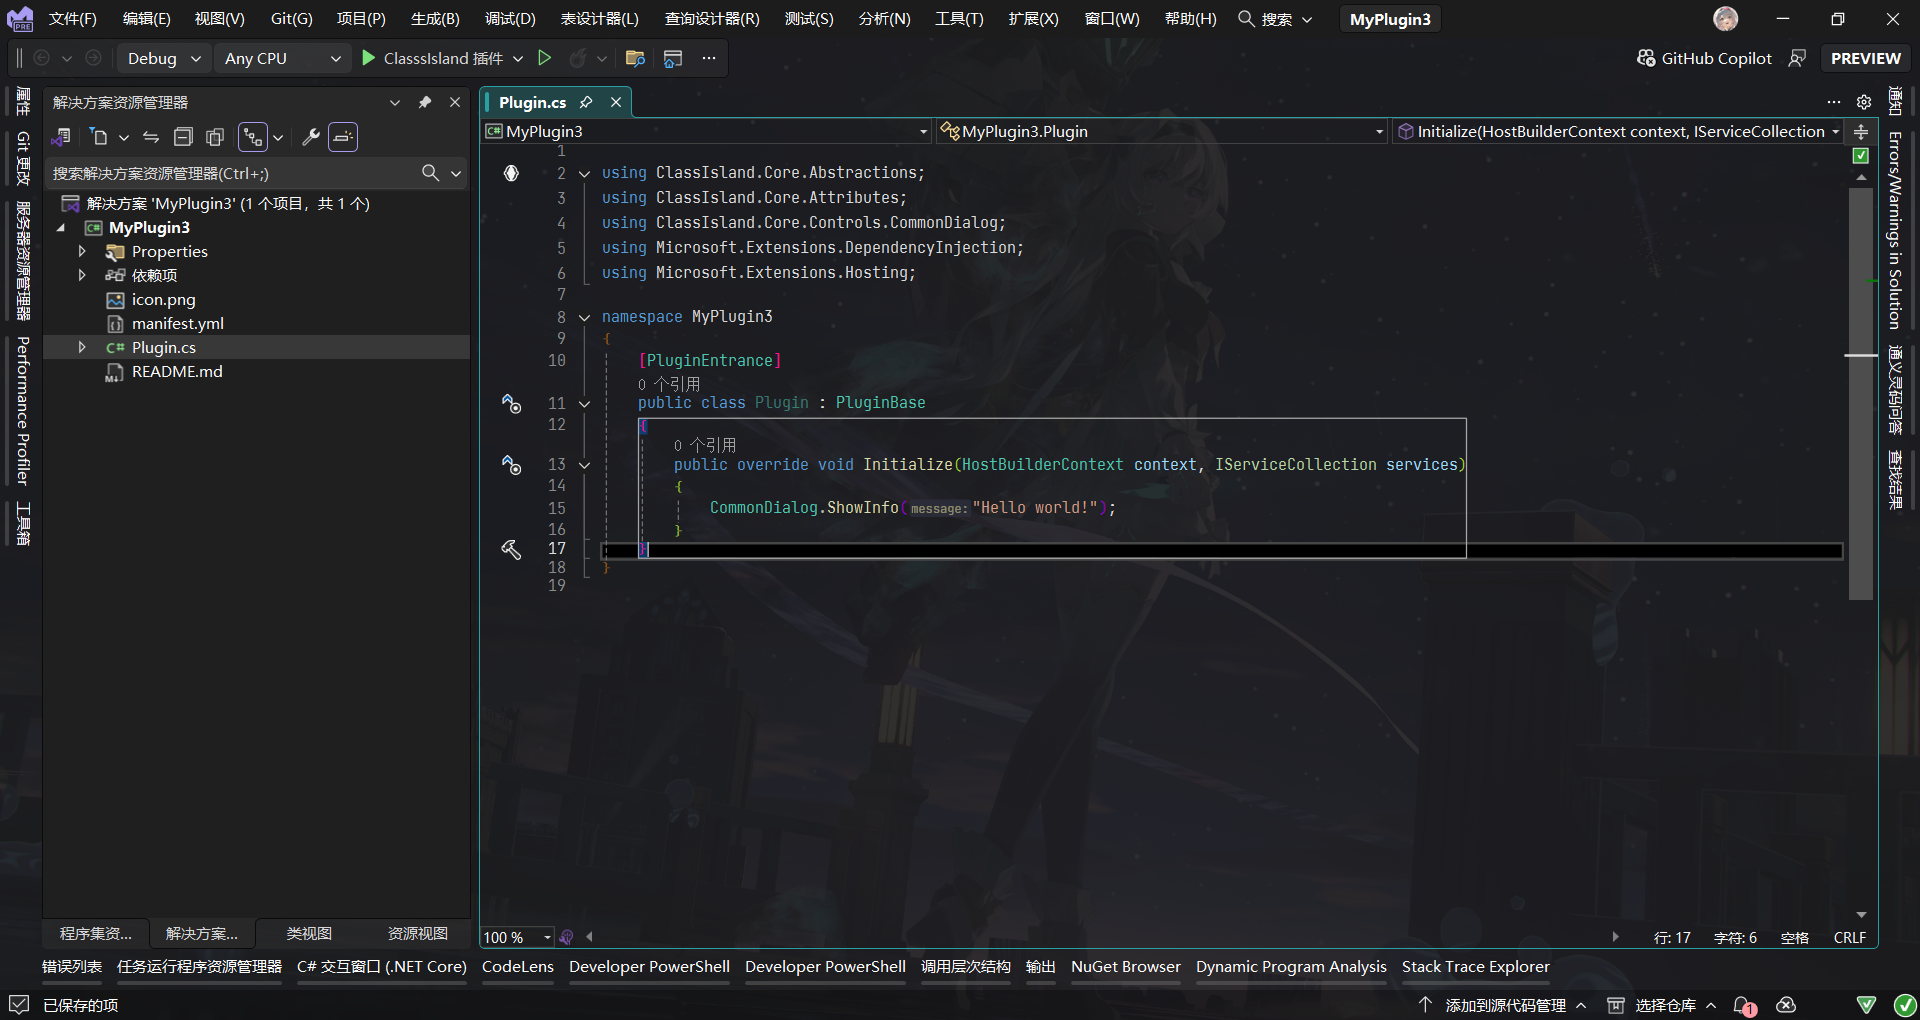 文件(F) 编辑(E) 视图(V) Git(G) 项目(P) 生成(B) 调试(D) 表设计器(L) 查询设计器(R) 测试(S) 分析(N) 工具(T) 扩展(X) 窗口(W) 帮助(H) 搜索 MyPlugin3
PRE
Debug Any CPU ClasssIsland 插件 GitHub Copilot PREVIEW
属性
Git 更改
服务器资源管理器
Performance Profiler
工具箱
解决方案资源管理器
搜索解决方案资源管理器(Ctrl+;)
解决方案 'MyPlugin3' (1 个项目，共 1 个)
MyPlugin3
Properties
依赖项
icon.png
manifest.yml
Plugin.cs
README.md
程序集资... 解决方案... 类视图 资源视图
Plugin.cs
MyPlugin3 MyPlugin3.Plugin Initialize(HostBuilderContext context, IServiceCollection
1
2 using ClassIsland.Core.Abstractions;
3 using ClassIsland.Core.Attributes;
4 using ClassIsland.Core.Controls.CommonDialog;
5 using Microsoft.Extensions.DependencyInjection;
6 using Microsoft.Extensions.Hosting;
7
8 namespace MyPlugin3
9 {
10 [PluginEntrance]
0 个引用
11 public class Plugin : PluginBase
12 {
0 个引用
13 public override void Initialize(HostBuilderContext context, IServiceCollection services)
14 {
15 CommonDialog.ShowInfo(message: "Hello world!");
16 }
17 }
18 }
19
100 % 行: 17 字符: 6 空格 CRLF
通知
Errors/Warnings in Solution
通义灵码问答
查找结果
错误列表 任务运行程序资源管理器 C# 交互窗口 (.NET Core) CodeLens Developer PowerShell Developer PowerShell 调用层次结构 输出 NuGet Browser Dynamic Program Analysis Stack Trace Explorer
已保存的项 添加到源代码管理 选择仓库 1